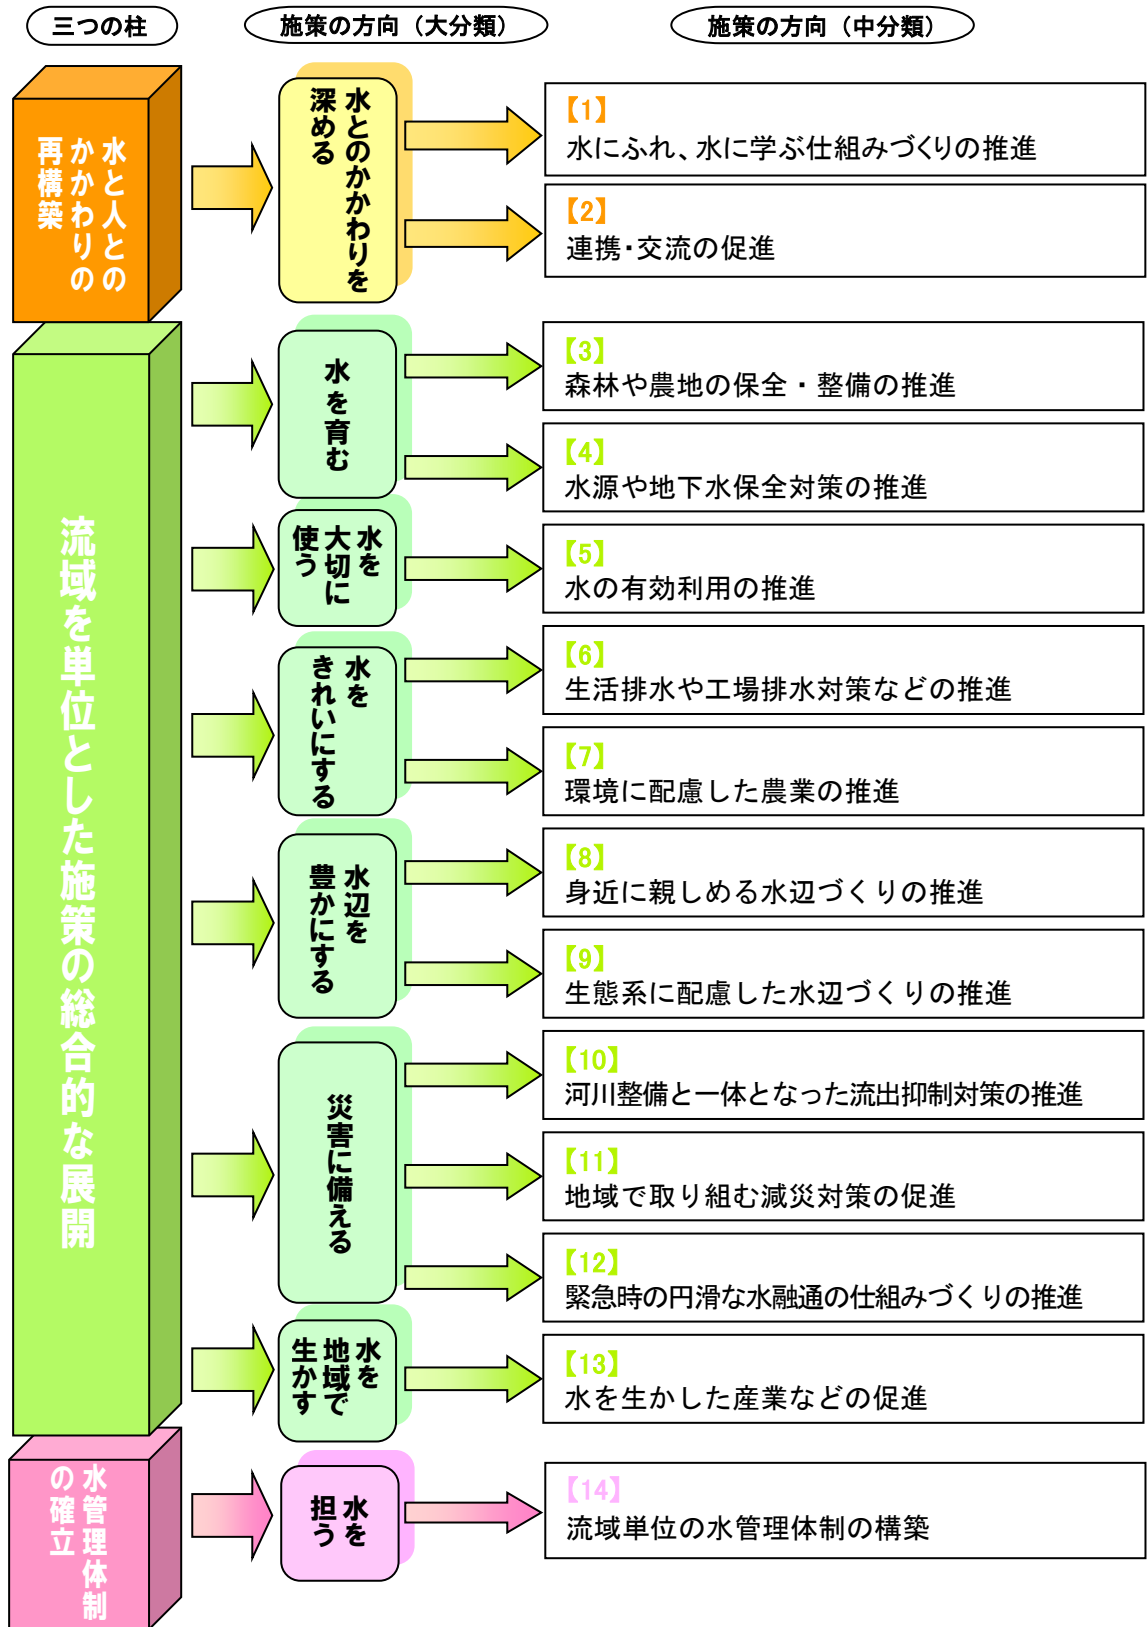 三つの柱
施策の方向（大分類）
施策の方向（中分類）
水と人との
かかわりの
再構築
水とのかかわりを
深める
【1】
水にふれ、水に学ぶ仕組みづくりの推進
【2】
連携・交流の促進
流域を単位とした施策の総合的な展開
水を育む
【3】
森林や農地の保全・整備の推進
【4】
水源や地下水保全対策の推進
水を
大切に
使う
【5】
水の有効利用の推進
水を
きれいにする
【6】
生活排水や工場排水対策などの推進
【7】
環境に配慮した農業の推進
水辺を
豊かにする
【8】
身近に親しめる水辺づくりの推進
【9】
生態系に配慮した水辺づくりの推進
災害に備える
【10】
河川整備と一体となった流出抑制対策の推進
【11】
地域で取り組む減災対策の促進
【12】
緊急時の円滑な水融通の仕組みづくりの推進
水を
地域で
生かす
【13】
水を生かした産業などの促進
水管理体制
の確立
水を
担う
【14】
流域単位の水管理体制の構築